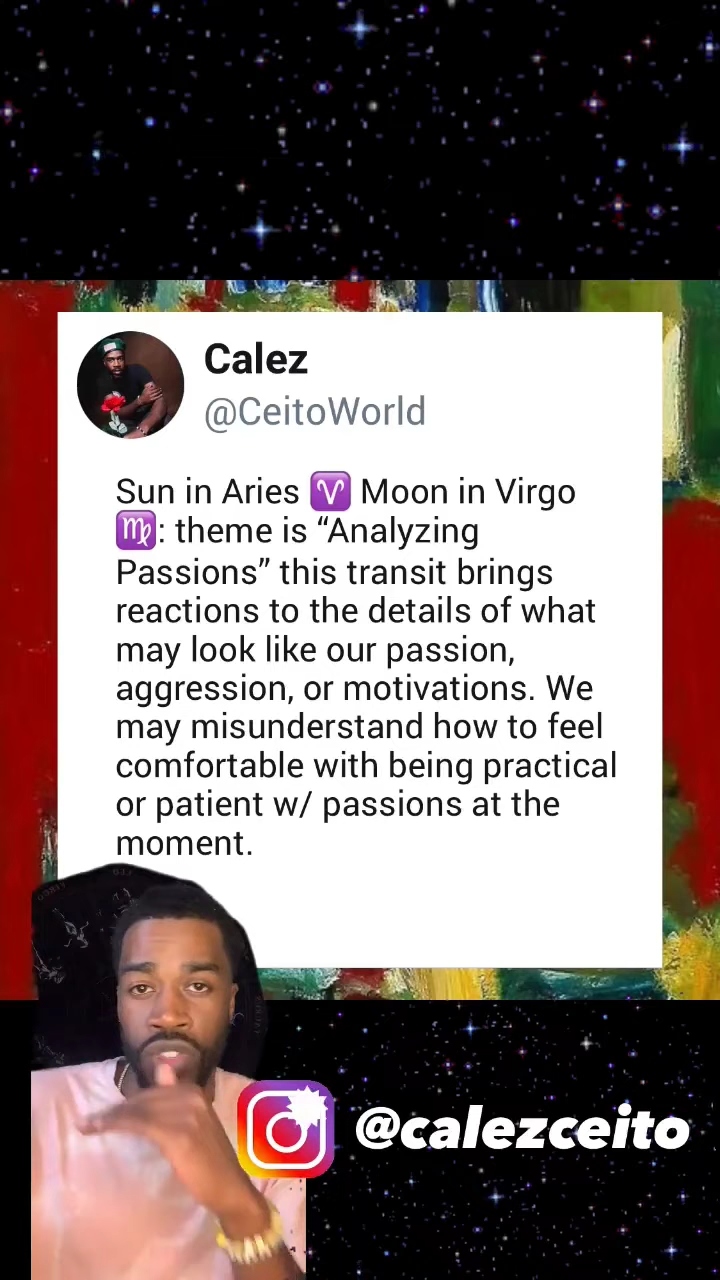 Calez
@CeitoWorld
Sun in Aries ♈ Moon in Virgo
♍: theme is “Analyzing
Passions” this transit brings
reactions to the details of what
may look like our passion,
aggression, or motivations. We
may misunderstand how to feel
comfortable with being practical
or patient w/ passions at the
moment.
LEO
@calezceito